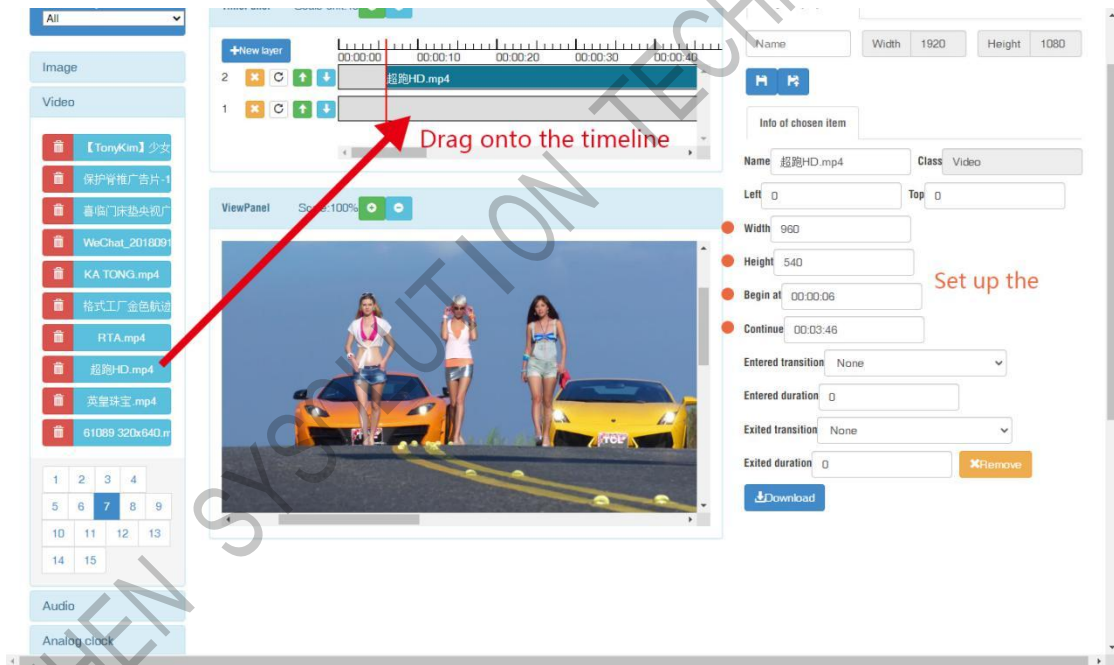 All
Image
Video
【TonyKim】少女
保护脊椎广告片-1
喜临门床垫央视广
WeChat_2018091
KA TONG.mp4
格式工厂金色航迹
RTA.mp4
超跑HD.mp4
英皇珠宝.mp4
61089 320x640.m
1 2 3 4
5 6 7 8 9
10 11 12 13
14 15
Audio
Analog clock
New layer
00:00:00 00:00:10 00:00:20 00:00:30 00:00:40
2 超跑HD.mp4
1
Drag onto the timeline
ViewPanel Scale:100%
TCL
Name Width 1920 Height 1080
Info of chosen item
Name 超跑HD.mp4 Class Video
Left 0 Top 0
Width 960
Height 540
Begin at 00:00:06
Continue 00:03:46
Set up the
Entered transition None
Entered duration 0
Exited transition None
Exited duration 0 Remove
Download
SYSOLUTION TECH